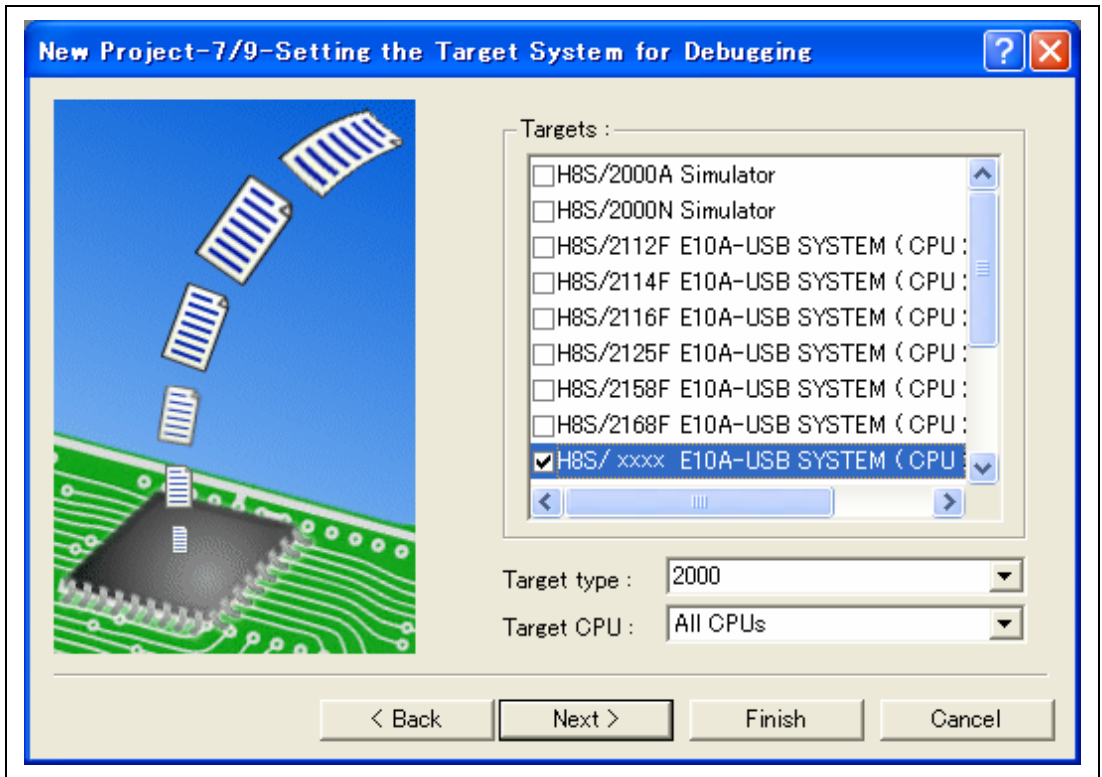 New Project-7/9-Setting the Target System for Debugging
Targets :
H8S/2000A Simulator
H8S/2000N Simulator
H8S/2112F E10A-USB SYSTEM (CPU :
H8S/2114F E10A-USB SYSTEM (CPU :
H8S/2116F E10A-USB SYSTEM (CPU :
H8S/2125F E10A-USB SYSTEM (CPU :
H8S/2158F E10A-USB SYSTEM (CPU :
H8S/2168F E10A-USB SYSTEM (CPU :
H8S/ xxxx E10A-USB SYSTEM (CPU :
Target type : 2000
Target CPU : All CPUs
< Back Next > Finish Cancel